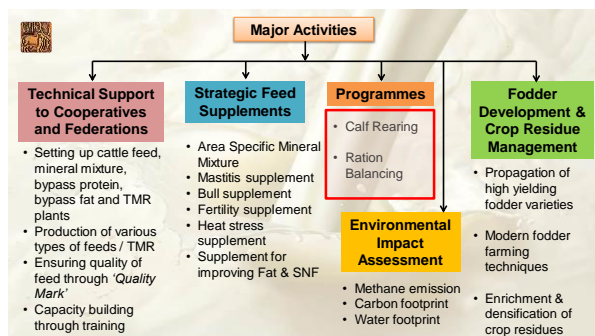 Major Activities
Technical Support
to Cooperatives
and Federations
• Setting up cattle feed,
mineral mixture,
bypass protein,
bypass fat and TMR
plants
• Production of various
types of feeds / TMR
• Ensuring quality of
feed through ‘Quality
Mark’
• Capacity building
through training
Strategic Feed
Supplements
• Area Specific Mineral
Mixture
• Mastitis supplement
• Bull supplement
• Fertility supplement
• Heat stress
supplement
• Supplement for
improving Fat & SNF
Programmes
• Calf Rearing
• Ration
Balancing
Environmental
Impact
Assessment
• Methane emission
• Carbon footprint
• Water footprint
Fodder
Development &
Crop Residue
Management
• Propagation of
high yielding
fodder varieties
• Modern fodder
farming
techniques
• Enrichment &
densification of
crop residues